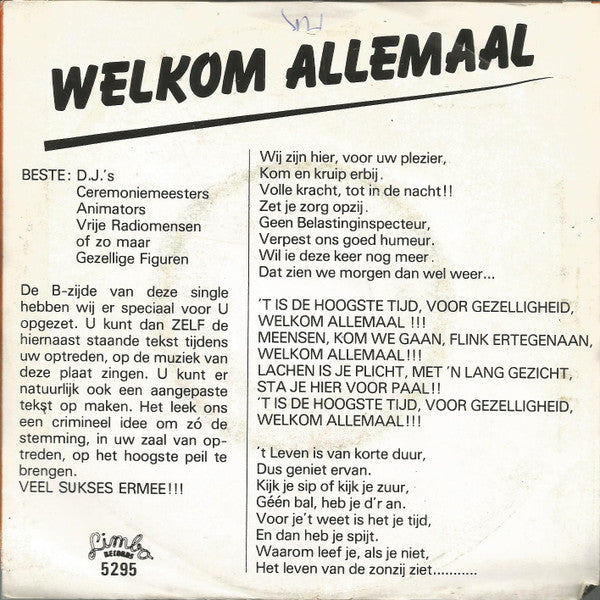 WELKOM ALLEMAAL
BESTE: D.J.'s
Ceremoniemeesters
Animators
Vrije Radiomensen
of zo maar
Gezellige Figuren
De B-zijde van deze single
hebben wij er speciaal voor U
opgezet. U kunt dan ZELF de
hiernaast staande tekst tijdens
uw optreden, op de muziek van
deze plaat zingen. U kunt er
natuurlijk ook een aangepaste
tekst op maken. Het leek ons
een crimineel idee om zó de
stemming, in uw zaal van op-
treden, op het hoogste peil te
brengen.
VEEL SUKSES ERMEE!!!
Limba
RECORDS
5295
Wij zijn hier, voor uw plezier,
Kom en kruip erbij.
Volle kracht, tot in de nacht!!
Zet je zorg opzij.
Geen Belastinginspecteur,
Verpest ons goed humeur.
Wil ie deze keer nog meer.
Dat zien we morgen dan wel weer...
'T IS DE HOOGSTE TIJD, VOOR GEZELLIGHEID,
WELKOM ALLEMAAL !!!
MEENSEN, KOM WE GAAN, FLINK ERTEGENAAN,
WELKOM ALLEMAAL!!!
LACHEN IS JE PLICHT, MET 'N LANG GEZICHT,
STA JE HIER VOOR PAAL!!
'T IS DE HOOGSTE TIJD, VOOR GEZELLIGHEID,
WELKOM ALLEMAAL!!!
't Leven is van korte duur,
Dus geniet ervan.
Kijk je sip of kijk je zuur,
Géén bal, heb je d'r an.
Voor je't weet is het je tijd,
En dan heb je spijt.
Waarom leef je, als je niet,
Het leven van de zonzij ziet...........